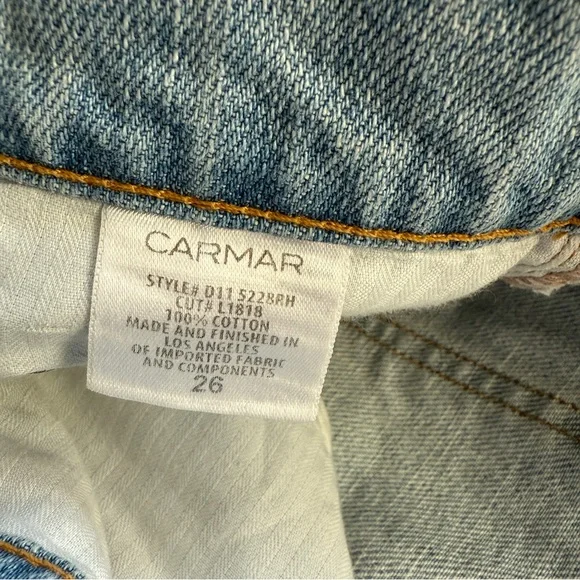 CARMAR
STYLE# D11 5228RH
CUT# L1818
100% COTTON
MADE AND FINISHED IN
LOS ANGELES
OF IMPORTED FABRIC
AND COMPONENTS
26